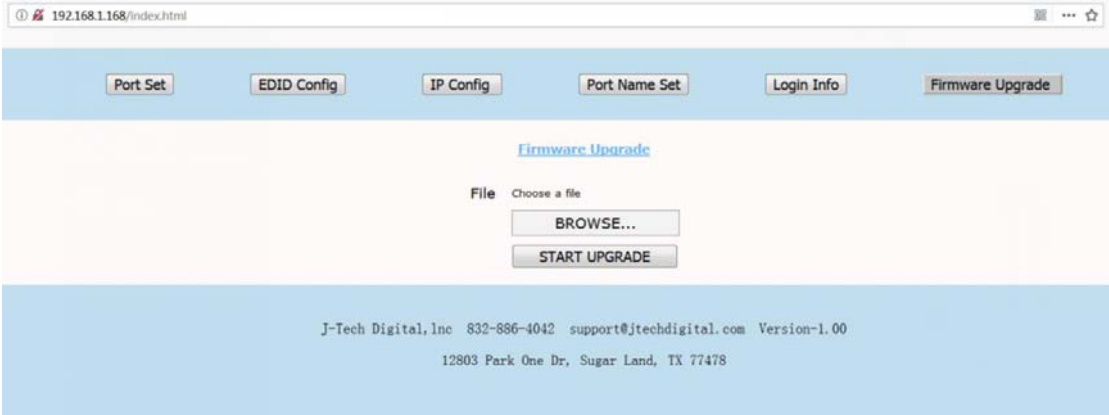 192.168.1.168/index.html
Port Set EDID Config IP Config Port Name Set Login Info Firmware Upgrade
Firmware Upgrade
File Choose a file
BROWSE...
START UPGRADE
J-Tech Digital,lnc 832-886-4042 support@jtechdigital.com Version-1.00
12803 Park One Dr, Sugar Land, TX 77478